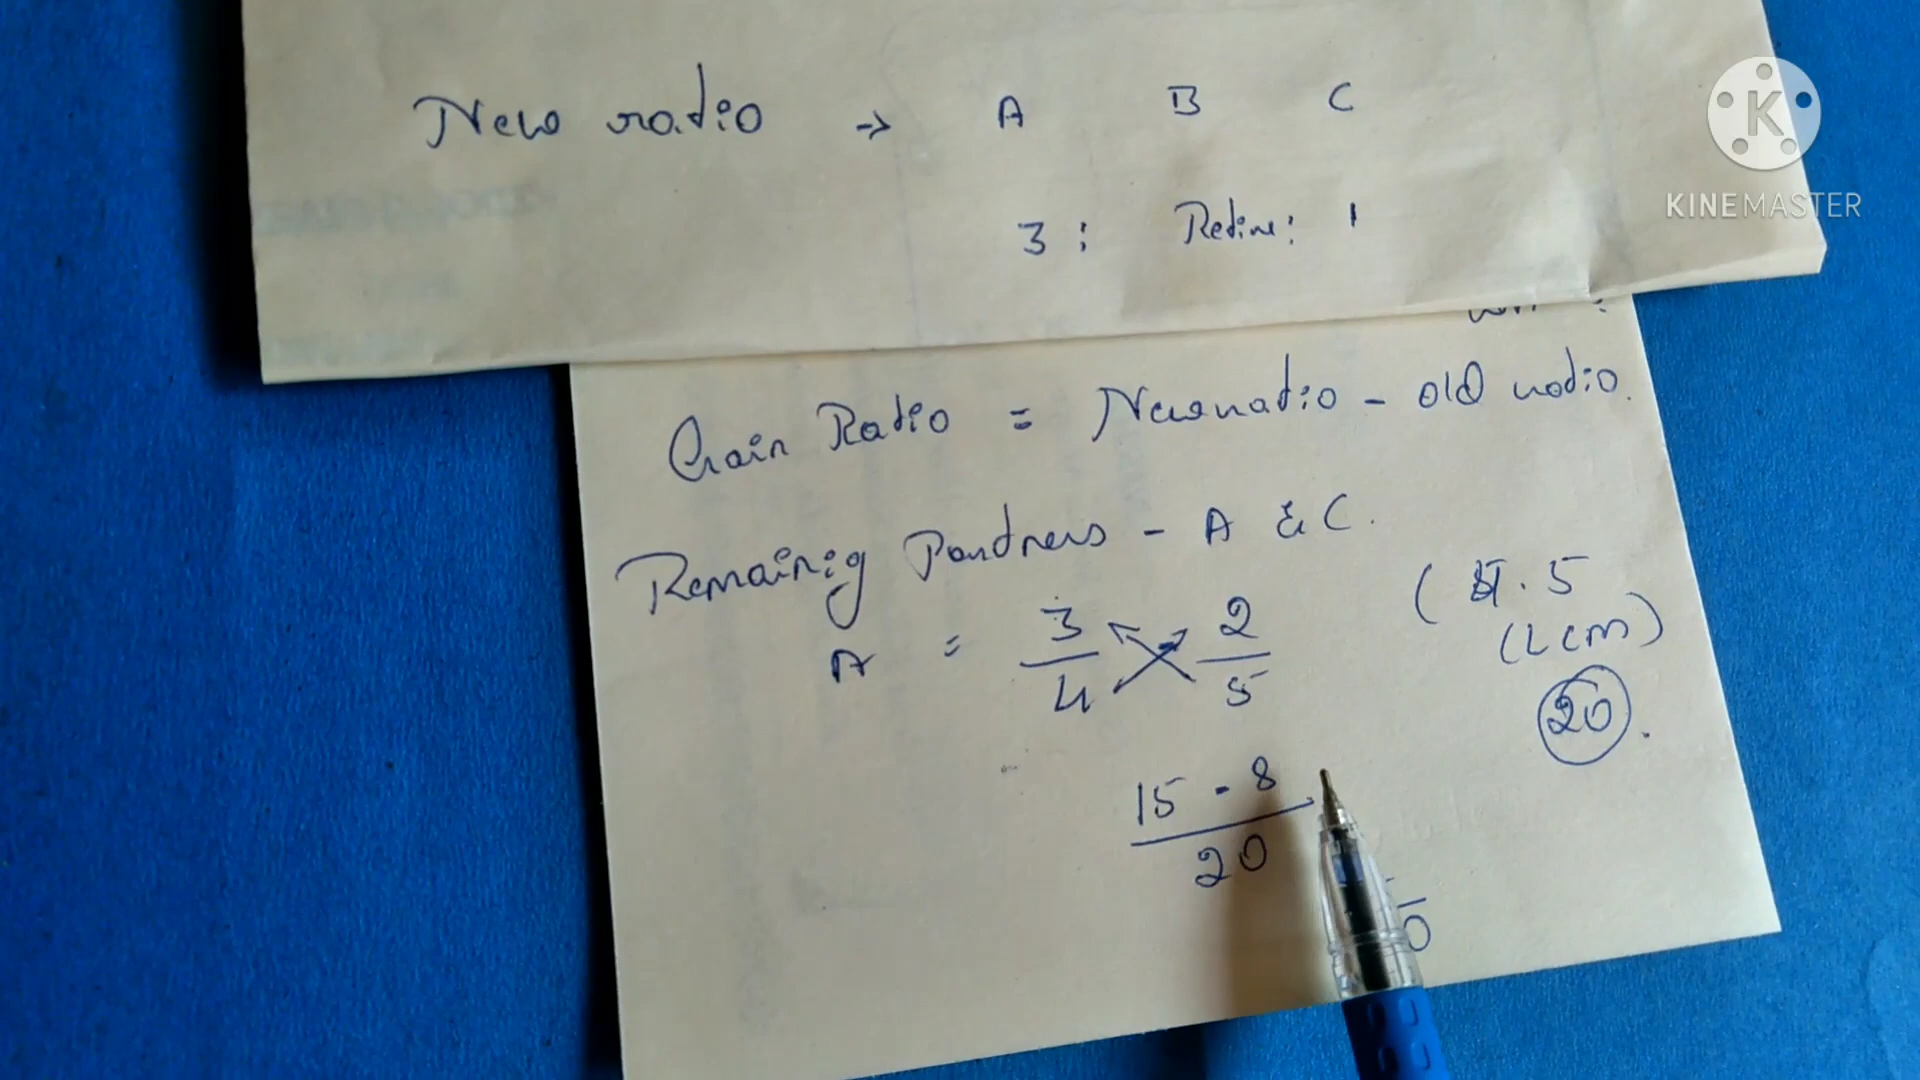 New ratio → A B C
3 : Retire : 1
KINEMASTER
Gain Ratio = New ratio - old ratio.
Remaining Partners - A & C.
A = 3/4 2/5
( 4. 5
(LCM)
20.
15 - 8
20
0